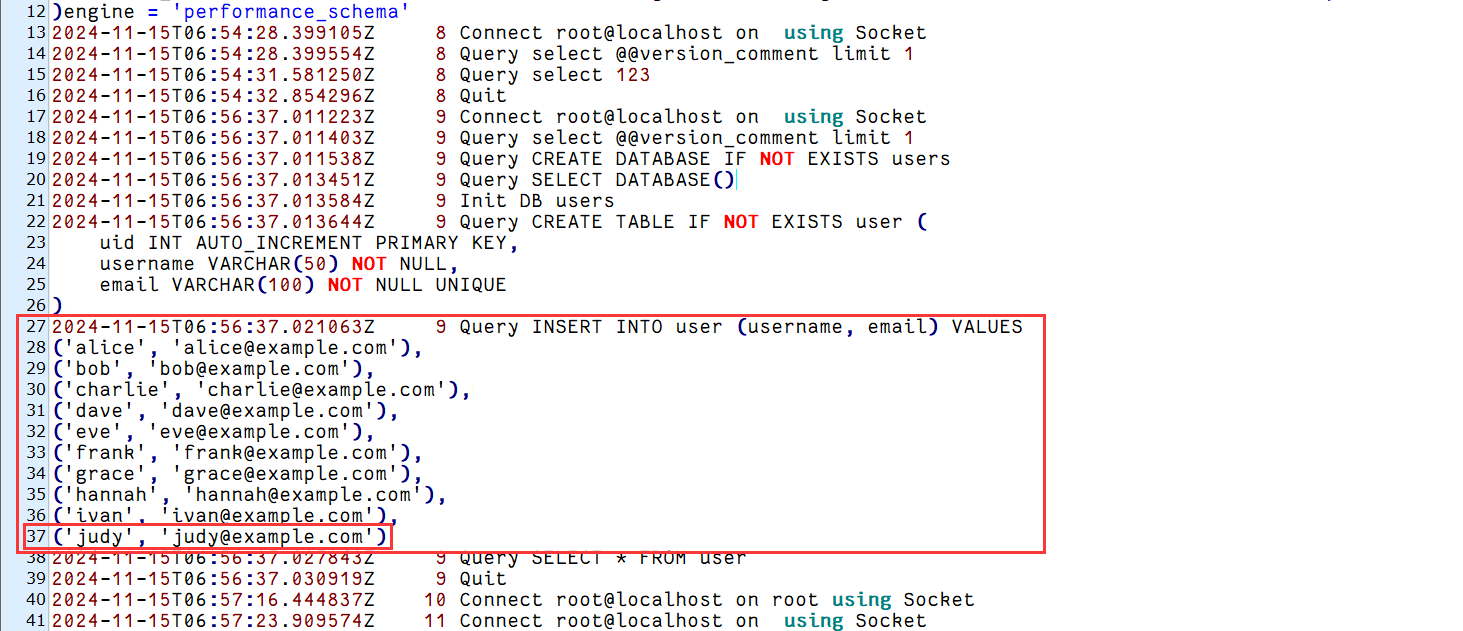 12 )engine = 'performance_schema'
13 2024-11-15T06:54:28.399105Z 8 Connect root@localhost on using Socket
14 2024-11-15T06:54:28.399554Z 8 Query select @@version_comment limit 1
15 2024-11-15T06:54:31.581250Z 8 Query select 123
16 2024-11-15T06:54:32.854296Z 8 Quit
17 2024-11-15T06:56:37.011223Z 9 Connect root@localhost on using Socket
18 2024-11-15T06:56:37.011403Z 9 Query select @@version_comment limit 1
19 2024-11-15T06:56:37.011538Z 9 Query CREATE DATABASE IF NOT EXISTS users
20 2024-11-15T06:56:37.013451Z 9 Query SELECT DATABASE()
21 2024-11-15T06:56:37.013584Z 9 Init DB users
22 2024-11-15T06:56:37.013644Z 9 Query CREATE TABLE IF NOT EXISTS user (
23 uid INT AUTO_INCREMENT PRIMARY KEY,
24 username VARCHAR(50) NOT NULL,
25 email VARCHAR(100) NOT NULL UNIQUE
26 )
27 2024-11-15T06:56:37.021063Z 9 Query INSERT INTO user (username, email) VALUES
28 ('alice', 'alice@example.com'),
29 ('bob', 'bob@example.com'),
30 ('charlie', 'charlie@example.com'),
31 ('dave', 'dave@example.com'),
32 ('eve', 'eve@example.com'),
33 ('frank', 'frank@example.com'),
34 ('grace', 'grace@example.com'),
35 ('hannah', 'hannah@example.com'),
36 ('ivan', 'ivan@example.com'),
37 ('judy', 'judy@example.com')
38 2024-11-15T06:56:37.027843Z 9 Query SELECT * FROM user
39 2024-11-15T06:56:37.030919Z 9 Quit
40 2024-11-15T06:57:16.444837Z 10 Connect root@localhost on root using Socket
41 2024-11-15T06:57:23.909574Z 11 Connect root@localhost on using Socket